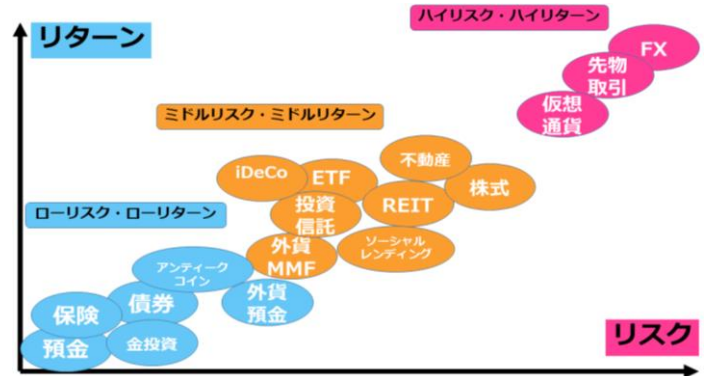 ハイリスク・ハイリターン
リターン
FX
先物
取引
仮想
通貨
ミドルリスク・ミドルリターン
不動産
iDeCo
ETF
株式
投資
信託
REIT
ローリスク・ローリターン
外貨
MMF
ソーシャル
レンディング
アンティーク
コイン
外貨
預金
債券
保険
預金
金投資
リスク